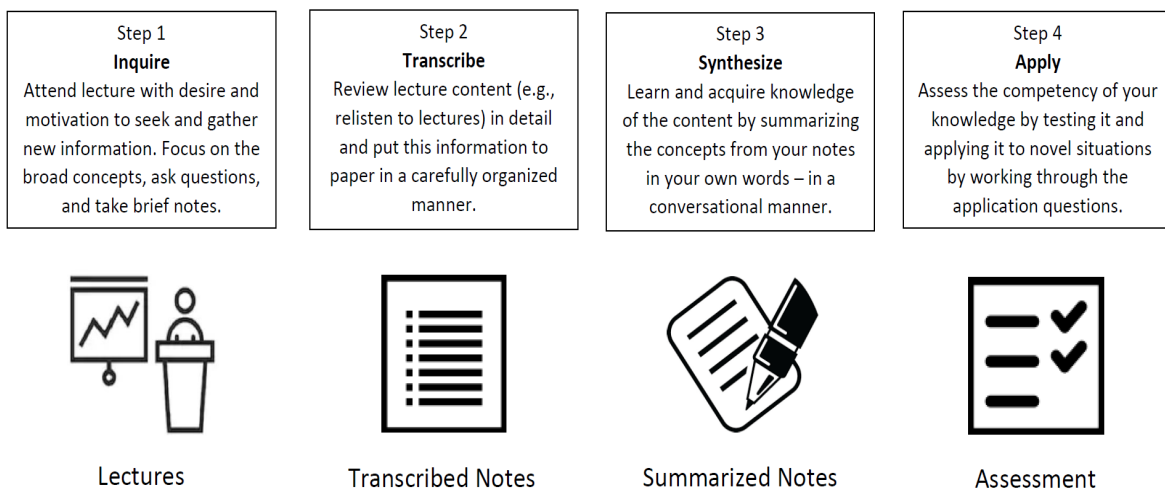 Step 1
Inquire
Attend lecture with desire and
motivation to seek and gather
new information. Focus on the
broad concepts, ask questions,
and take brief notes.
Step 2
Transcribe
Review lecture content (e.g.,
relisten to lectures) in detail
and put this information to
paper in a carefully organized
manner.
Step 3
Synthesize
Learn and acquire knowledge
of the content by summarizing
the concepts from your notes
in your own words – in a
conversational manner.
Step 4
Apply
Assess the competency of your
knowledge by testing it and
applying it to novel situations
by working through the
application questions.
Lectures
Transcribed Notes
Summarized Notes
Assessment